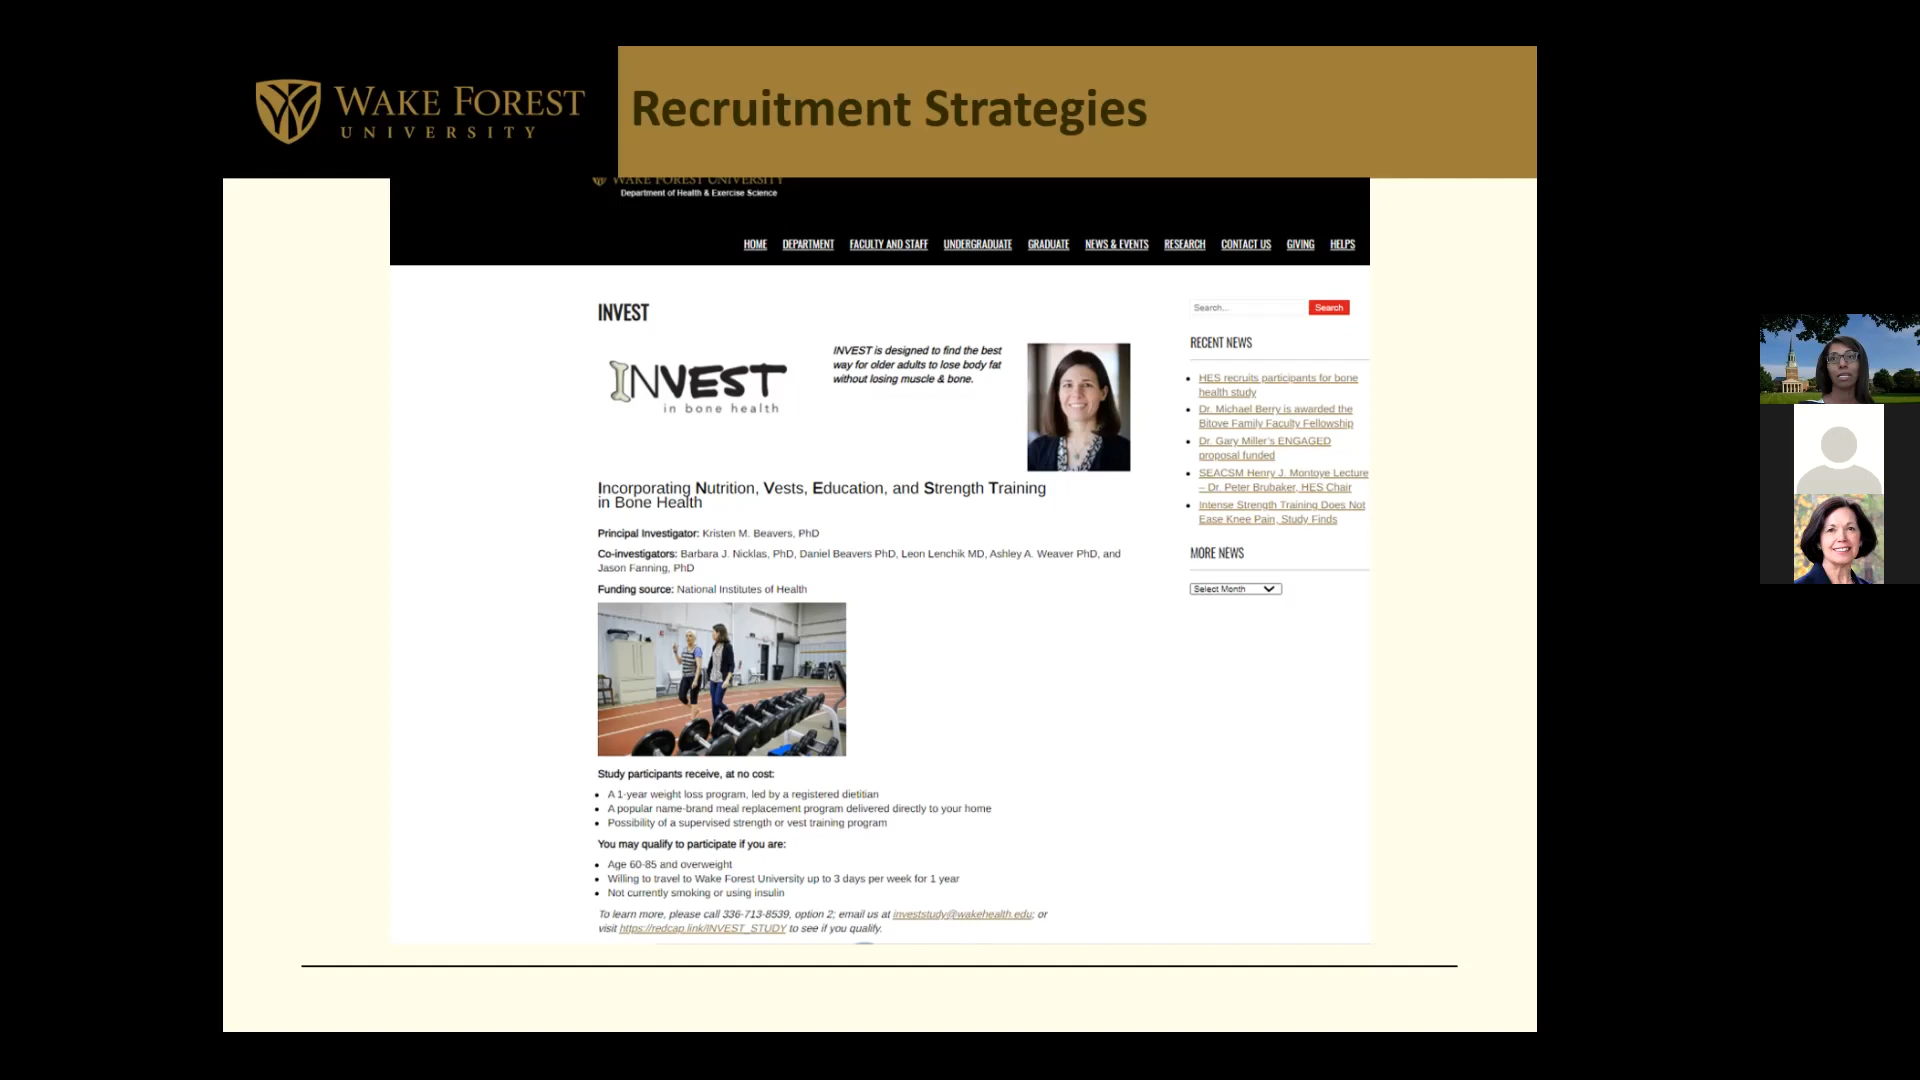 WAKE FOREST
UNIVERSITY
Recruitment Strategies
WAKE FOREST UNIVERSITY
Department of Health & Exercise Science
HOME DEPARTMENT FACULTY AND STAFF UNDERGRADUATE GRADUATE NEWS & EVENTS RESEARCH CONTACT US GIVING HELPS
INVEST
INVEST
in bone health
INVEST is designed to find the best
way for older adults to lose body fat
without losing muscle & bone.
Incorporating Nutrition, Vests, Education, and Strength Training
in Bone Health
Principal Investigator: Kristen M. Beavers, PhD
Co-investigators: Barbara J. Nicklas, PhD, Daniel Beavers PhD, Leon Lenchik MD, Ashley A. Weaver PhD, and
Jason Fanning, PhD
Funding source: National Institutes of Health
Study participants receive, at no cost:
A 1-year weight loss program, led by a registered dietitian
A popular name-brand meal replacement program delivered directly to your home
Possibility of a supervised strength or vest training program
You may qualify to participate if you are:
Age 60-85 and overweight
Willing to travel to Wake Forest University up to 3 days per week for 1 year
Not currently smoking or using insulin
To learn more, please call 336-713-8539, option 2; email us at investstudy@wakehealth.edu; or
visit https://redcap.link/INVEST_STUDY to see if you qualify.
Search... Search
RECENT NEWS
HES recruits participants for bone
health study
Dr. Michael Berry is awarded the
Bitove Family Faculty Fellowship
Dr. Gary Miller's ENGAGED
proposal funded
SEACSM Henry J. Montoye Lecture
– Dr. Peter Brubaker, HES Chair
Intense Strength Training Does Not
Ease Knee Pain, Study Finds
MORE NEWS
Select Month